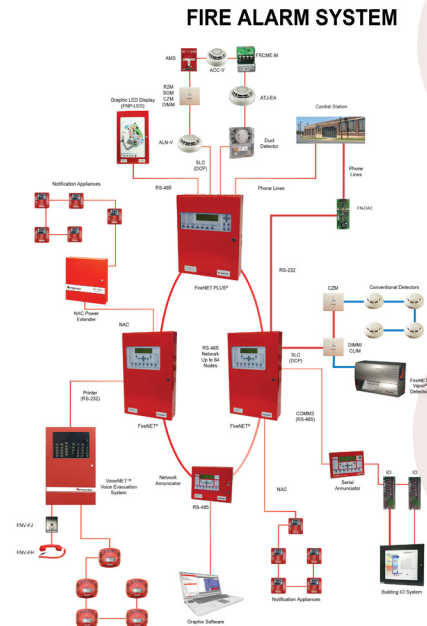 FIRE ALARM SYSTEM
AMS
ACC-V
FRCME-M
R2M
SOM
CZM
DIMM
ATJ-EA
Graphic LED Display
(FNP-LED)
Central Station
ALN-V
Duct
Detector
SLC
(DCP)
Phone
Lines
RS-485
Phone Lines
Notification Appliances
FN-DAC
FireNET PLUS®
RS-232
CZM
Conventional Detectors
NAC Power
Extender
NAC
RS-485
Network
Up to 64
Nodes
SLC
(DCP)
DIMM/
CLIM
FireNET
Vapor
Detector
Printer
(RS-232)
FireNET®
FireNET®
COMMS
(RS-485)
Network
Annunciator
Serial
Annunciator
IO
IO
VoiceNET™
Voice Evacuation
System
NAC
RS-485
FNV-FJ
FNV-FH
Building IO System
Graphix Software
Notification Appliances